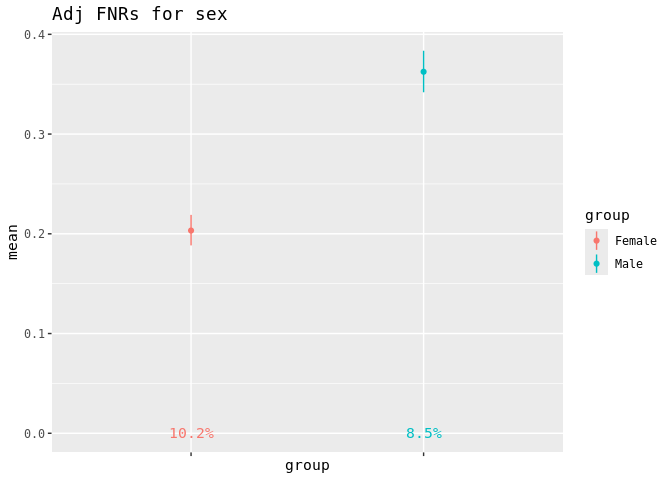 Adj FNRs for sex
mean
0.4
0.3
0.2
0.1
0.0
10.2%
8.5%
group
group
Female
Male